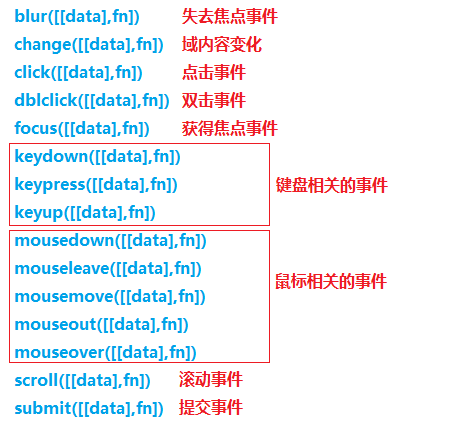 blur([[data],fn]) 失去焦点事件
change([[data],fn]) 域内容变化
click([[data],fn]) 点击事件
dblclick([[data],fn]) 双击事件
focus([[data],fn]) 获得焦点事件
keydown([[data],fn])
keypress([[data],fn]) 键盘相关的事件
keyup([[data],fn])
mousedown([[data],fn])
mouseleave([[data],fn])
mousemove([[data],fn]) 鼠标相关的事件
mouseout([[data],fn])
mouseover([[data],fn])
scroll([[data],fn]) 滚动事件
submit([[data],fn]) 提交事件